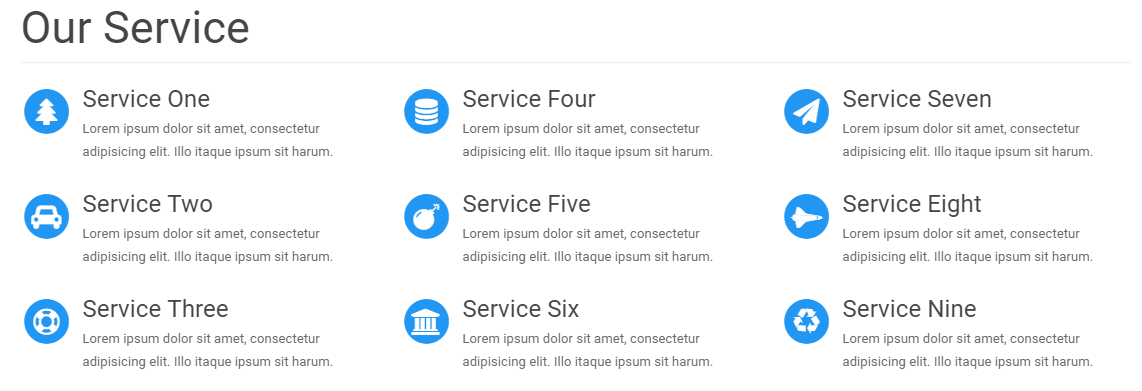 Our Service
Service One
Lorem ipsum dolor sit amet, consectetur
adipisicing elit. Illo itaque ipsum sit harum.
Service Two
Lorem ipsum dolor sit amet, consectetur
adipisicing elit. Illo itaque ipsum sit harum.
Service Three
Lorem ipsum dolor sit amet, consectetur
adipisicing elit. Illo itaque ipsum sit harum.
Service Four
Lorem ipsum dolor sit amet, consectetur
adipisicing elit. Illo itaque ipsum sit harum.
Service Five
Lorem ipsum dolor sit amet, consectetur
adipisicing elit. Illo itaque ipsum sit harum.
Service Six
Lorem ipsum dolor sit amet, consectetur
adipisicing elit. Illo itaque ipsum sit harum.
Service Seven
Lorem ipsum dolor sit amet, consectetur
adipisicing elit. Illo itaque ipsum sit harum.
Service Eight
Lorem ipsum dolor sit amet, consectetur
adipisicing elit. Illo itaque ipsum sit harum.
Service Nine
Lorem ipsum dolor sit amet, consectetur
adipisicing elit. Illo itaque ipsum sit harum.